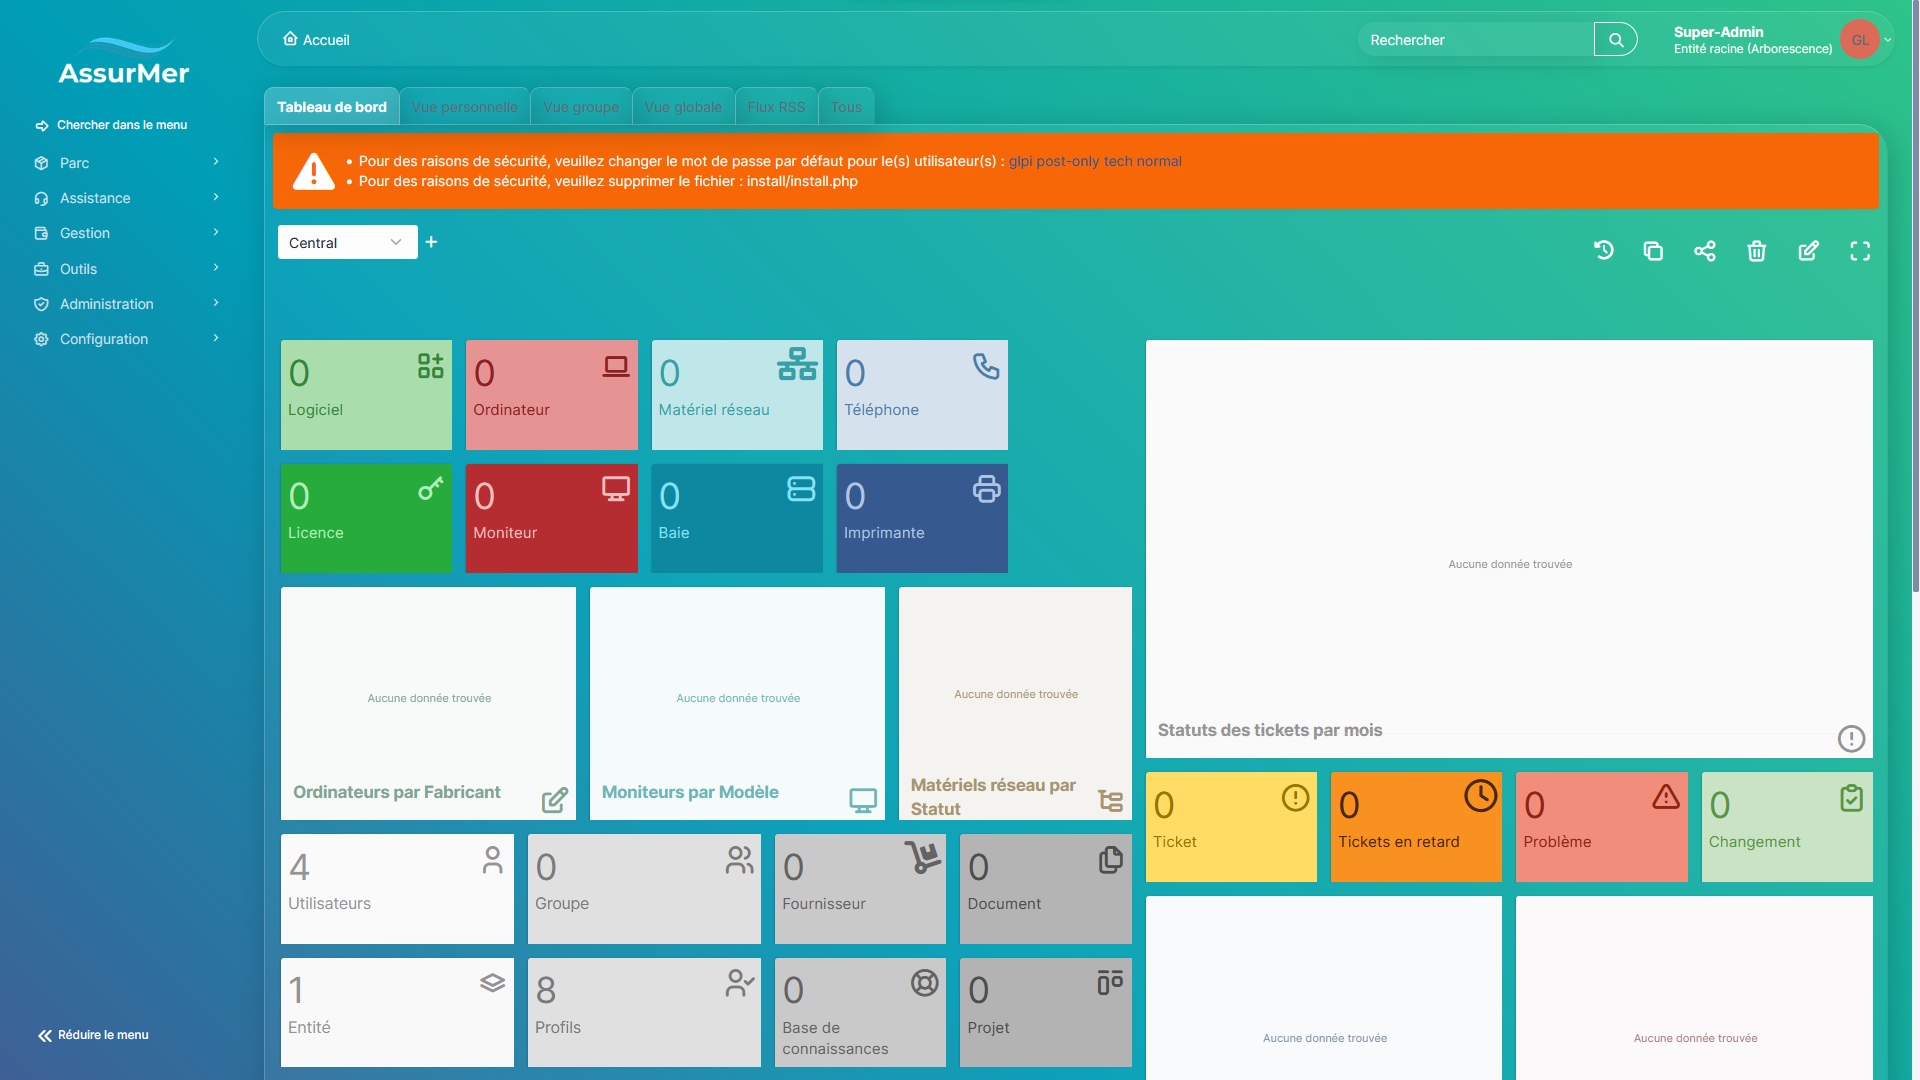 AssurMer
Accueil
Rechercher
Super-Admin
Entité racine (Arborescence)
GL
Chercher dans le menu
Parc
Assistance
Gestion
Outils
Administration
Configuration
Réduire le menu
Tableau de bord
Vue personnelle
Vue groupe
Vue globale
Flux RSS
Tous
• Pour des raisons de sécurité, veuillez changer le mot de passe par défaut pour le(s) utilisateur(s) : glpi post-only tech normal
• Pour des raisons de sécurité, veuillez supprimer le fichier : install/install.php
Central
0
Logiciel
0
Ordinateur
0
Matériel réseau
0
Téléphone
0
Licence
0
Moniteur
0
Baie
0
Imprimante
Aucune donnée trouvée
Statuts des tickets par mois
Aucune donnée trouvée
Ordinateurs par Fabricant
Aucune donnée trouvée
Moniteurs par Modèle
Aucune donnée trouvée
Matériels réseau par
Statut
0
Ticket
0
Tickets en retard
0
Problème
0
Changement
4
Utilisateurs
0
Groupe
0
Fournisseur
0
Document
1
Entité
8
Profils
0
Base de
connaissances
0
Projet
Aucune donnée trouvée
Aucune donnée trouvée